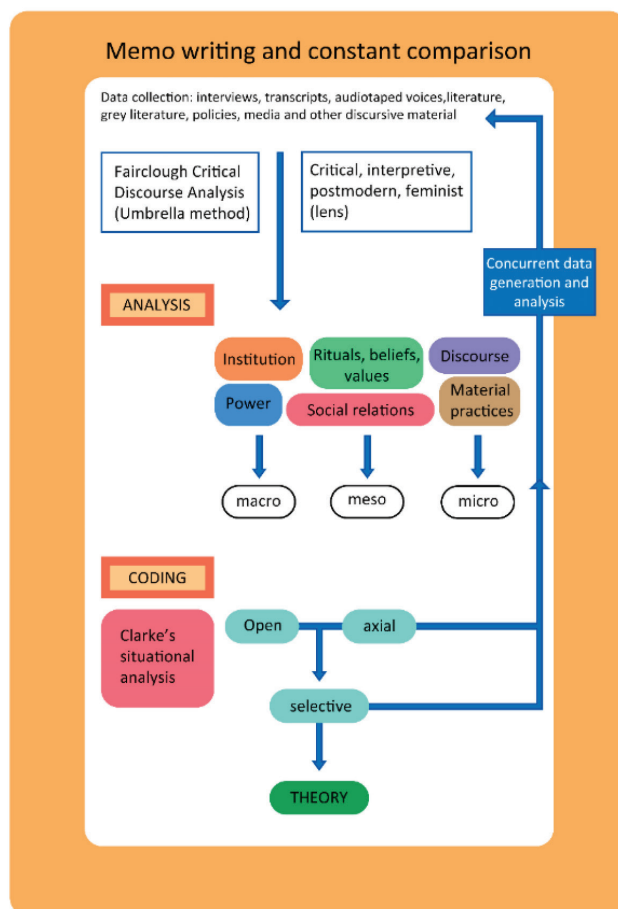 Memo writing and constant comparison
Data collection: interviews, transcripts, audiotaped voices,literature,
grey literature, policies, media and other discursive material
Fairclough Critical
Discourse Analysis
(Umbrella method)
Critical, interpretive,
postmodern, feminist
(lens)
Concurrent data
generation and
analysis
ANALYSIS
Institution
Rituals, beliefs,
values
Discourse
Power
Social relations
Material
practices
macro
meso
micro
CODING
Clarke's
situational
analysis
Open
axial
selective
THEORY